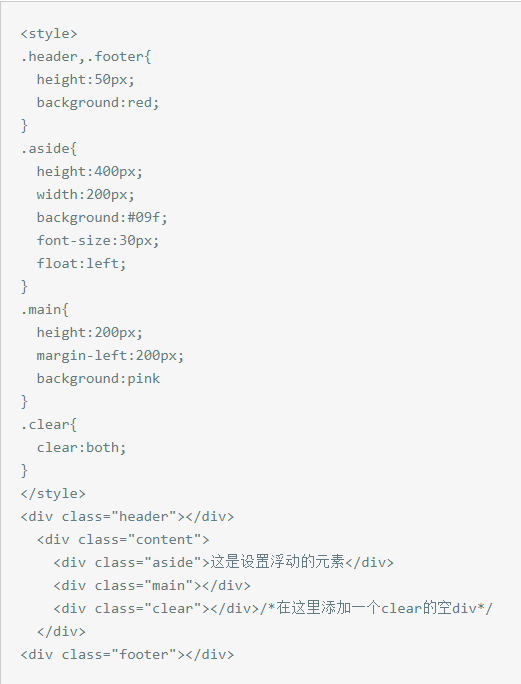 <style>
.header,.footer{
  height:50px;
  background:red;
}
.aside{
  height:400px;
  width:200px;
  background:#09f;
  font-size:30px;
  float:left;
}
.main{
  height:200px;
  margin-left:200px;
  background:pink
}
.clear{
  clear:both;
}
</style>
<div class="header"></div>
  <div class="content">
    <div class="aside">这是设置浮动的元素</div>
    <div class="main"></div>
    <div class="clear"></div>/*在这里添加一个clear的空div*/
  </div>
<div class="footer"></div>